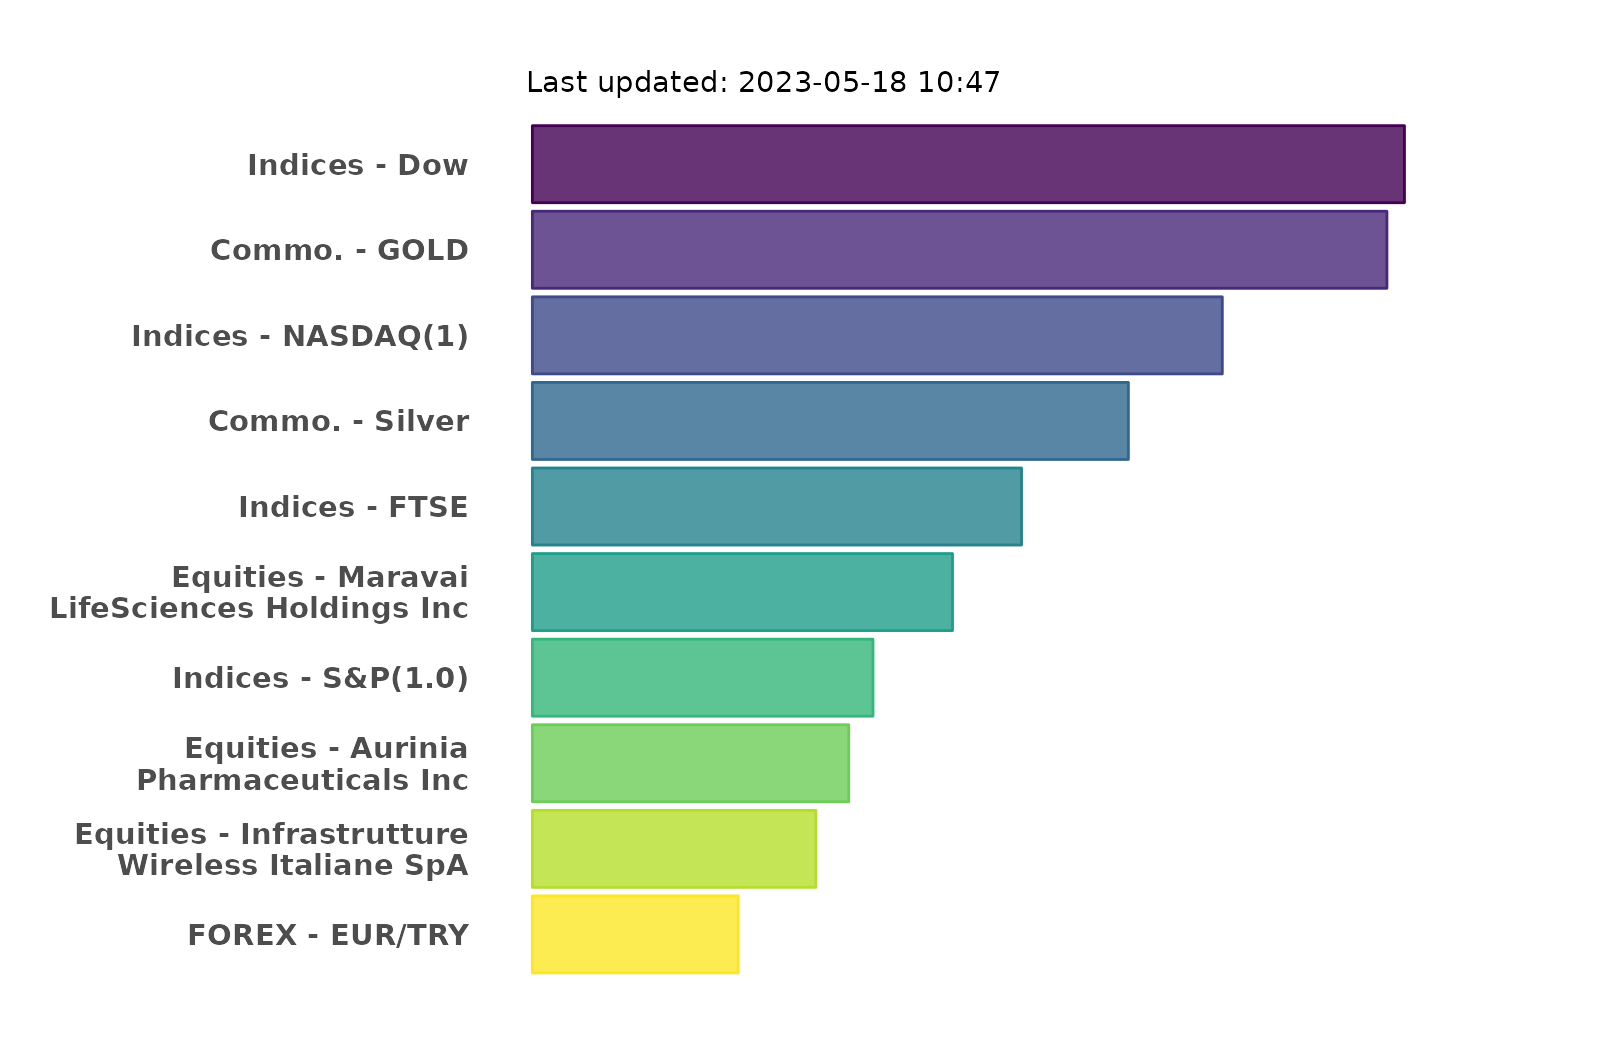 Last updated: 2023-05-18 10:47
Indices - Dow
Commo. - GOLD
Indices - NASDAQ(1)
Commo. - Silver
Indices - FTSE
Equities - Maravai
LifeSciences Holdings Inc
Indices - S&P(1.0)
Equities - Aurinia
Pharmaceuticals Inc
Equities - Infrastrutture
Wireless Italiane SpA
FOREX - EUR/TRY